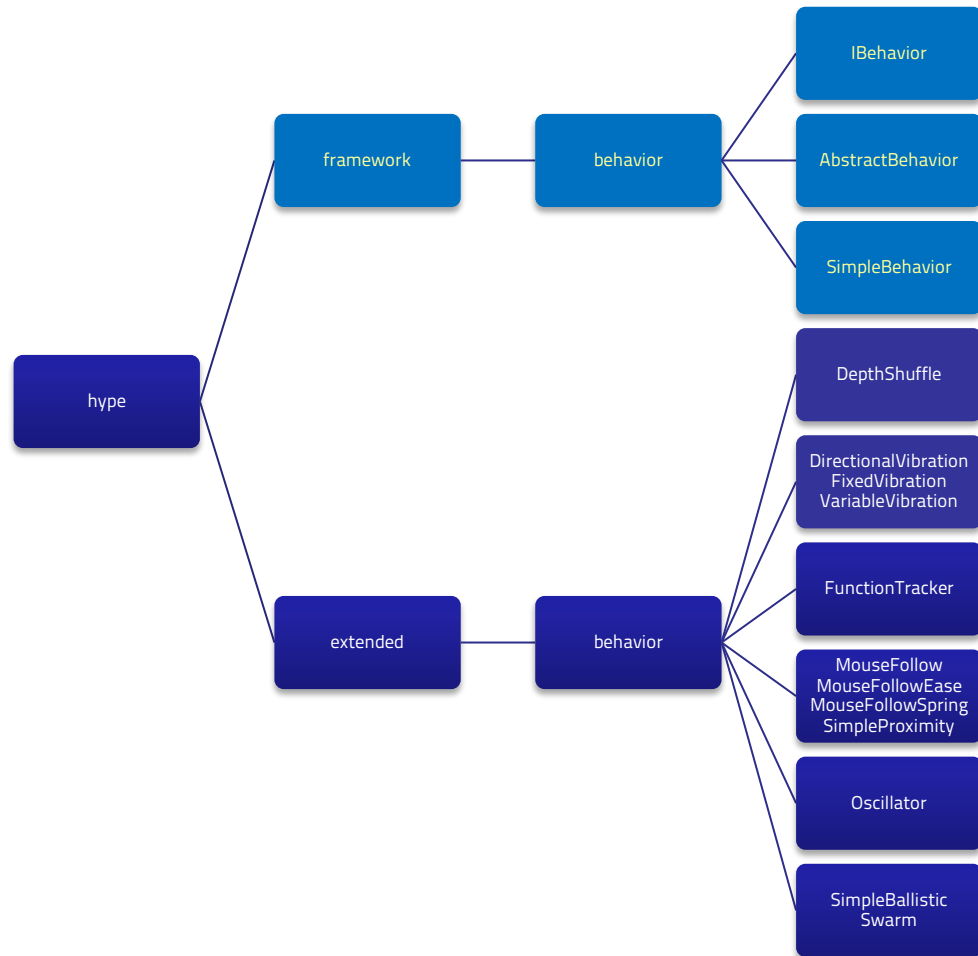 IBehavior
framework
behavior
AbstractBehavior
SimpleBehavior
hype
DepthShuffle
DirectionalVibration
FixedVibration
VariableVibration
FunctionTracker
extended
behavior
MouseFollow
MouseFollowEase
MouseFollowSpring
SimpleProximity
Oscillator
SimpleBallistic
Swarm